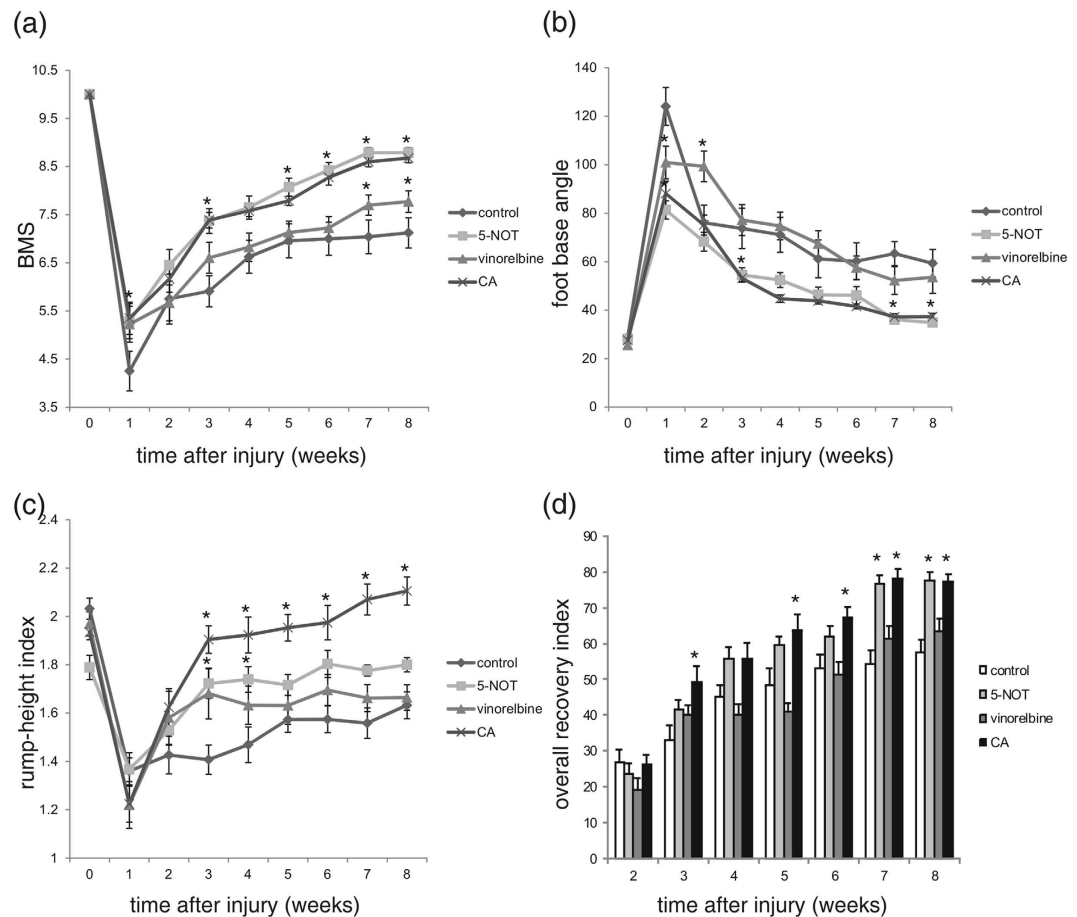 (a)
10.5
9.5
8.5
7.5
6.5
5.5
4.5
3.5
BMS
* * * * * * * *
0 1 2 3 4 5 6 7 8
time after injury (weeks)
control
5-NOT
vinorelbine
CA
(b)
140
120
100
80
60
40
20
0
foot base angle
* * * * * *
0 1 2 3 4 5 6 7 8
time after injury (weeks)
control
5-NOT
vinorelbine
CA
(c)
2.4
2.2
2
1.8
1.6
1.4
1.2
1
rump-height index
* * * * * * * *
0 1 2 3 4 5 6 7 8
time after injury (weeks)
control
5-NOT
vinorelbine
CA
(d)
90
80
70
60
50
40
30
20
10
0
overall recovery index
* * * * * * *
2 3 4 5 6 7 8
time after injury (weeks)
control
5-NOT
vinorelbine
CA